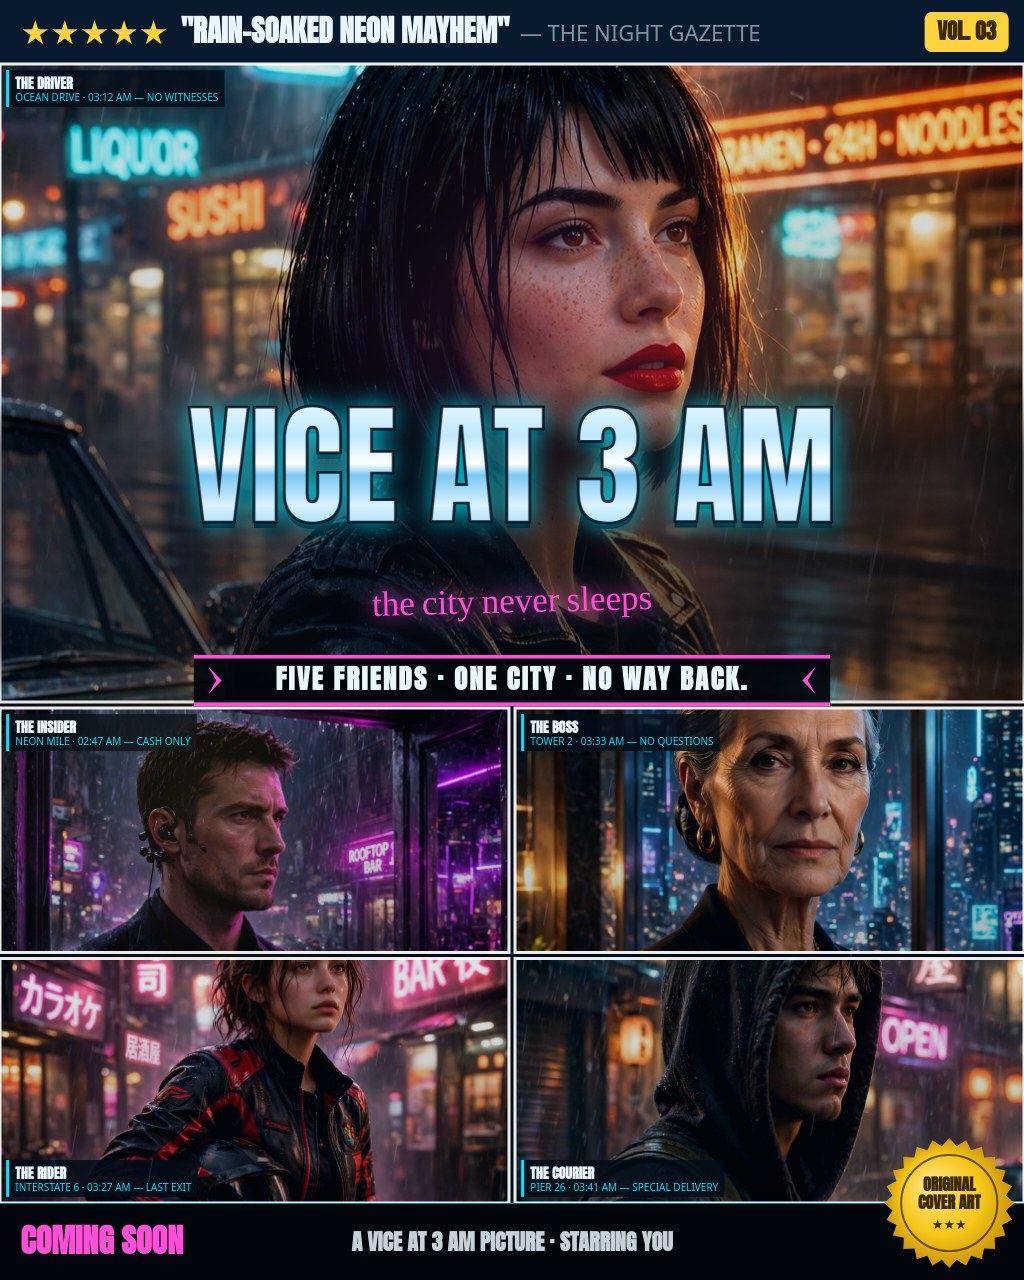 ★★★★★ "RAIN-SOAKED NEON MAYHEM" — THE NIGHT GAZETTE
VOL. 03
THE DRIVER
OCEAN DRIVE · 03:12 AM — NO WITNESSES
LIQUOR
SUSHI
RAMEN · 24H · NOODLES
VICE AT 3 AM
the city never sleeps
FIVE FRIENDS · ONE CITY · NO WAY BACK.
THE INSIDER
NEON MILE · 02:47 AM — CASH ONLY
ROOFTOP
BAR
THE BOSS
TOWER 2 · 03:33 AM — NO QUESTIONS
カラオケ
司
居酒屋
BAR
THE RIDER
INTERSTATE 6 · 03:27 AM — LAST EXIT
屋
OPEN
THE COURIER
PIER 26 · 03:41 AM — SPECIAL DELIVERY
ORIGINAL
COVER ART
★★★
COMING SOON
A VICE AT 3 AM PICTURE · STARRING YOU